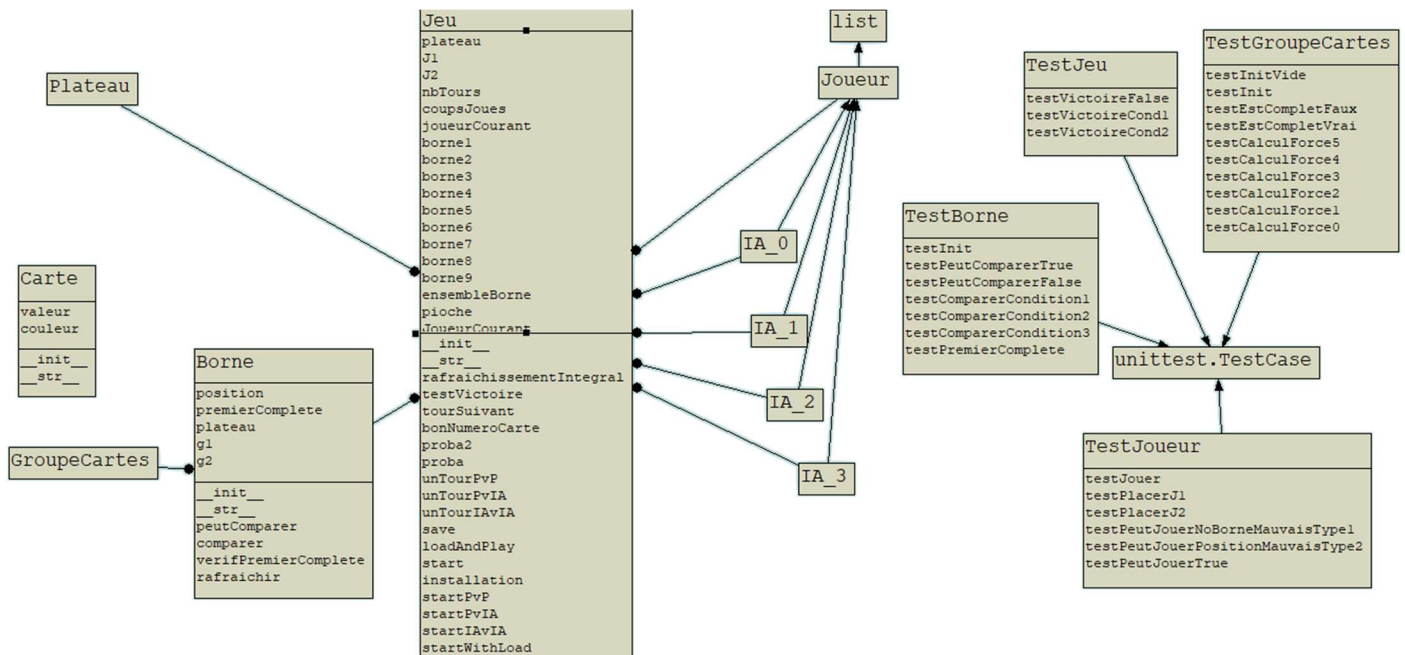 Plateau
Carte
valeur
couleur
__init__
__str__
GroupeCartes
Borne
position
premierComplete
plateau
g1
g2
__init__
__str__
peutComparer
comparer
verifPremierComplete
rafraichir
Jeu
plateau
J1
J2
nbTours
coupsJoues
joueurCourant
borne1
borne2
borne3
borne4
borne5
borne6
borne7
borne8
borne9
ensembleBorne
pioche
JoueurCourant
__init__
__str__
rafraichissementIntegral
testVictoire
tourSuivant
bonNumeroCarte
proba2
proba
unTourPvP
unTourPvIA
unTourIAvIA
save
loadAndPlay
start
installation
startPvP
startPvIA
startIAvIA
startWithLoad
list
Joueur
IA_0
IA_1
IA_2
IA_3
TestBorne
testInit
testPeutComparerTrue
testPeutComparerFalse
testComparerCondition1
testComparerCondition2
testComparerCondition3
testPremierComplete
TestJeu
testVictoireFalse
testVictoireCond1
testVictoireCond2
TestGroupeCartes
testInitVide
testInit
testEstCompletFaux
testEstCompletVrai
testCalculForce5
testCalculForce4
testCalculForce3
testCalculForce2
testCalculForce1
testCalculForce0
unittest.TestCase
TestJoueur
testJouer
testPlacerJ1
testPlacerJ2
testPeutJouerNoBorneMauvaisType1
testPeutJouerPositionMauvaisType2
testPeutJouerTrue